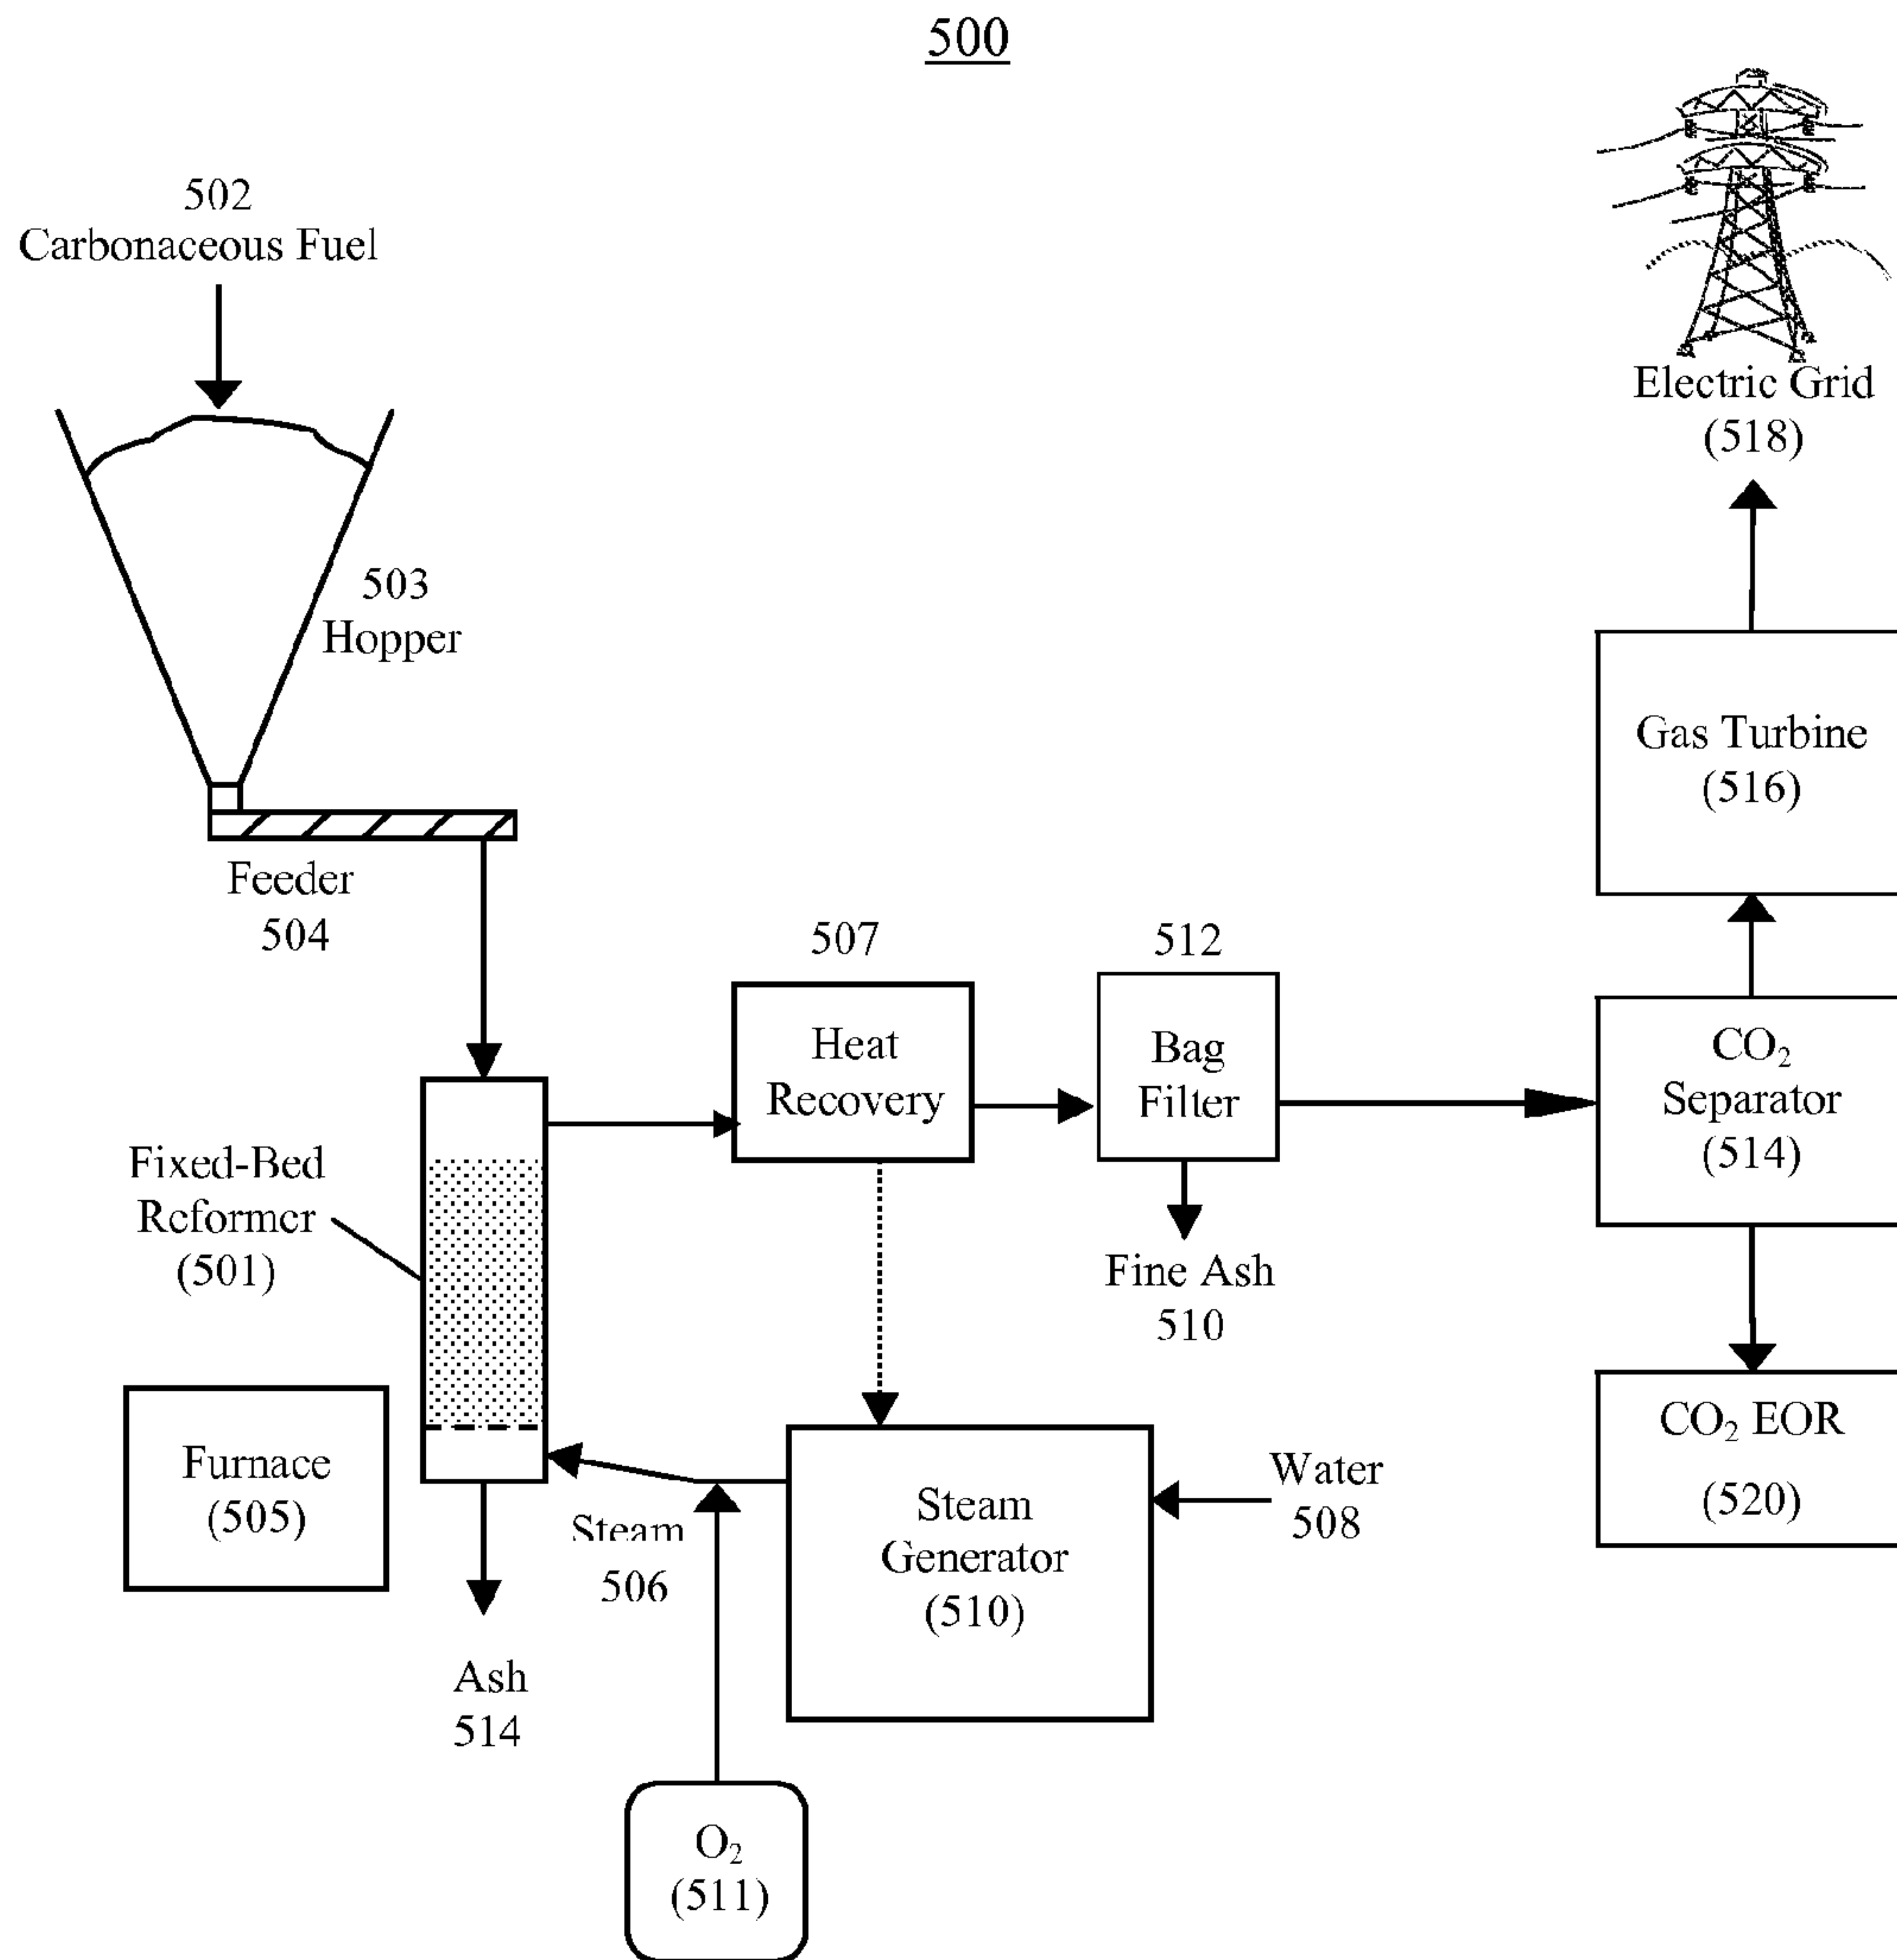 500
502
Carbonaceous Fuel
503
Hopper
Feeder
504
Electric Grid
(518)
Gas Turbine
(516)
507
Heat
Recovery
512
Bag
Filter
CO₂
Separator
(514)
Fixed-Bed
Reformer
(501)
Fine Ash
510
Furnace
(505)
Steam
506
Steam
Generator
(510)
Water
508
CO₂ EOR
(520)
Ash
514
O₂
(511)